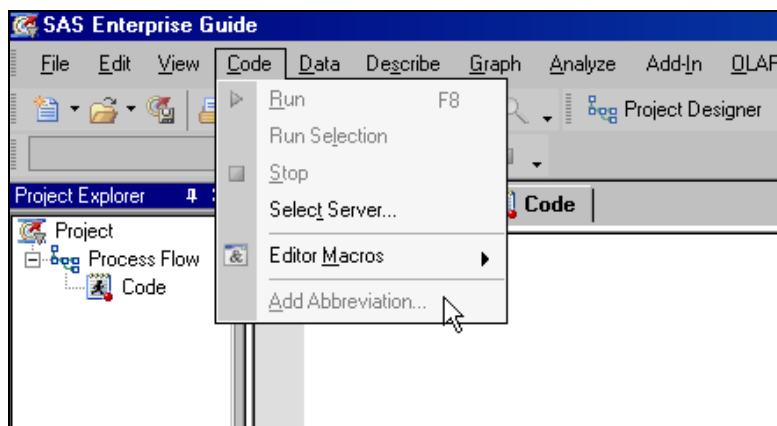 SAS Enterprise Guide
File Edit View Code Data Describe Graph Analyze Add-In OLAP
Run F8
Project Designer
Run Selection
Stop
Project Explorer
Select Server...
Code
Project
Process Flow
Editor Macros
Code
Add Abbreviation...